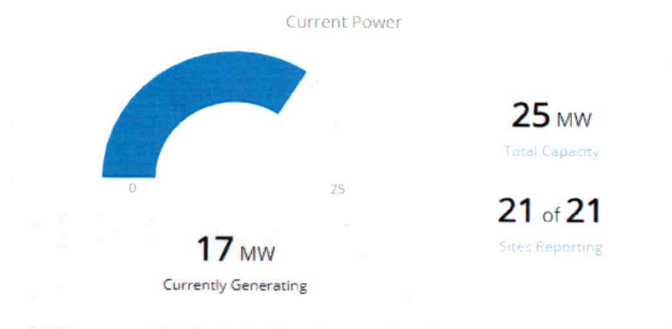 Current Power
25 MW
Total Capacity
0
25
21 of 21
Sites Reporting
17 MW
Currently Generating